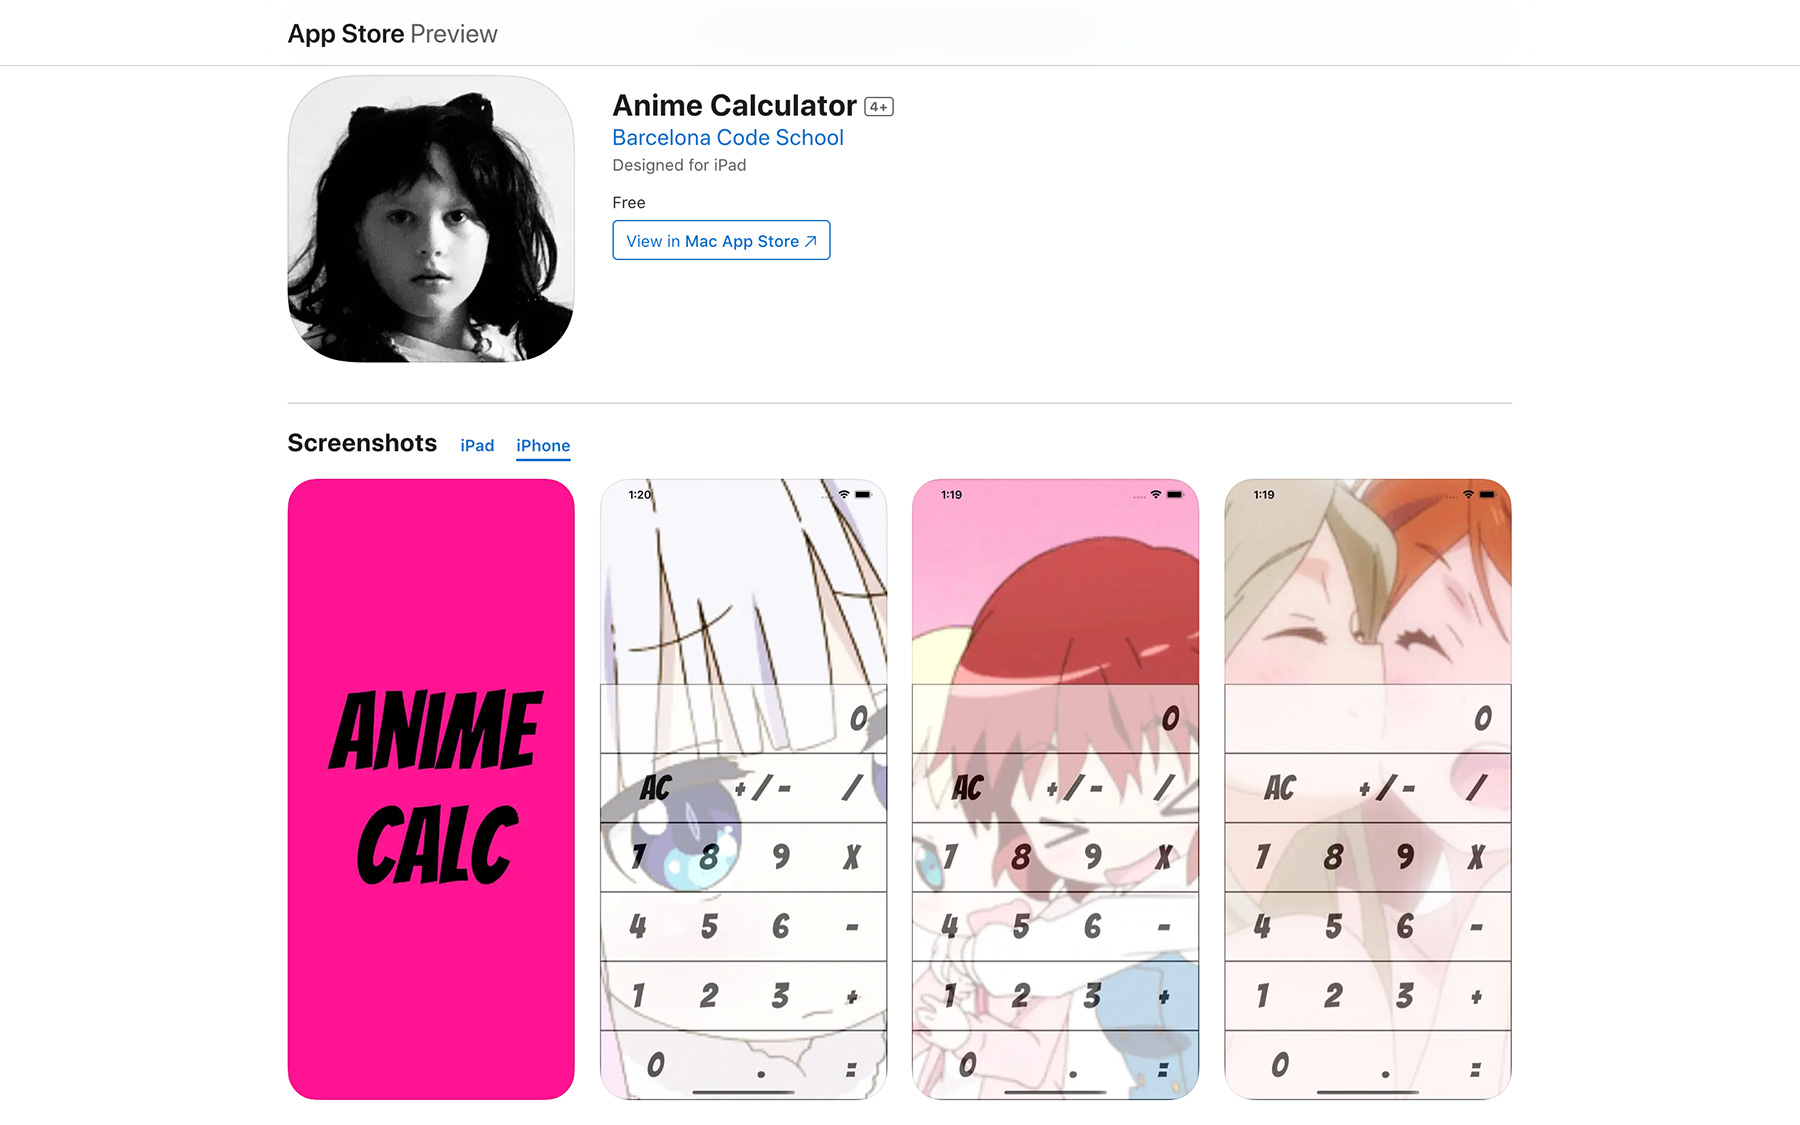 App Store Preview
Anime Calculator 4+
Barcelona Code School
Designed for iPad
Free
View in Mac App Store ↗
Screenshots iPad iPhone
ANIME
CALC
1:20
0
AC +/- /
7 8 9 X
4 5 6 -
1 2 3 +
0 . =
1:19
0
AC +/- /
7 8 9 X
4 5 6 -
1 2 3 +
0 . =
1:19
0
AC +/- /
7 8 9 X
4 5 6 -
1 2 3 +
0 . =